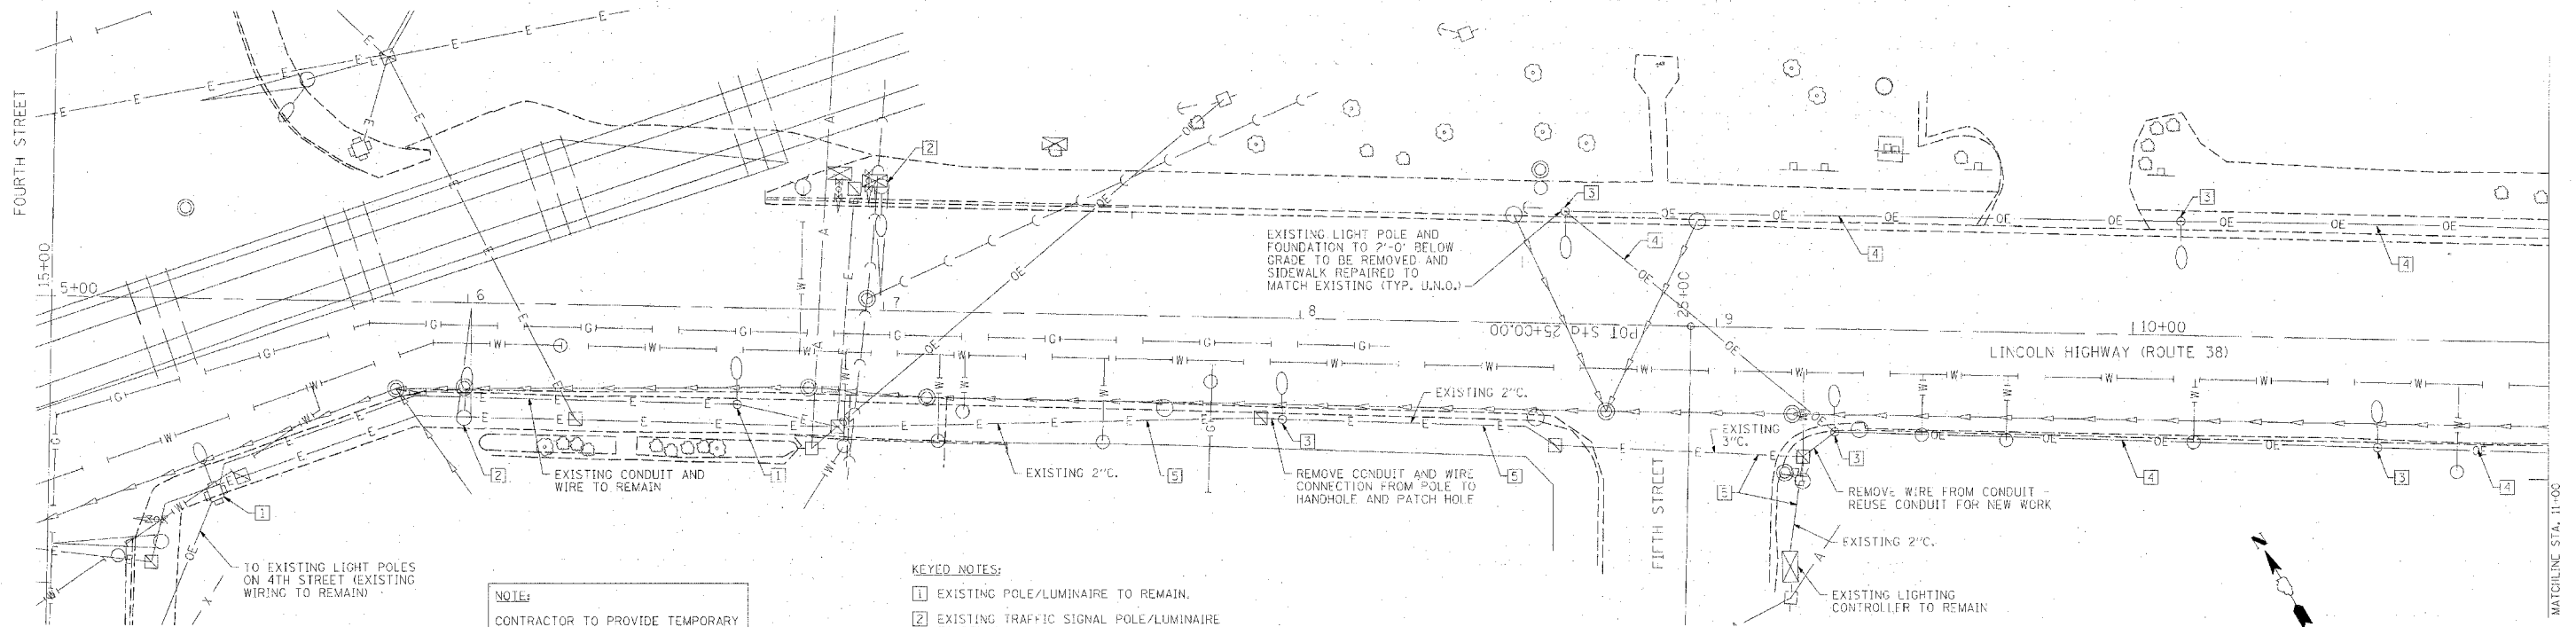 FOURTH STREET
15+00
5+00
6
7
8
9
10+00
25+00
POT Sta 25+00.00
LINCOLN HIGHWAY (ROUTE 38)
EXISTING LIGHT POLE AND
FOUNDATION TO 2'-0" BELOW
GRADE TO BE REMOVED AND
SIDEWALK REPAIRED TO
MATCH EXISTING (TYP. U.N.O.)
2
3
4
3
4
4
EXISTING 2"C.
EXISTING
3"C.
1
2
EXISTING CONDUIT AND
WIRE TO REMAIN
1
EXISTING 2"C.
5
REMOVE CONDUIT AND WIRE
CONNECTION FROM POLE TO
HANDHOLE AND PATCH HOLE
3
5
FIFTH STREET
5
3
REMOVE WIRE FROM CONDUIT -
REUSE CONDUIT FOR NEW WORK
4
3
4
EXISTING 2"C.
EXISTING LIGHTING
CONTROLLER TO REMAIN
TO EXISTING LIGHT POLES
ON 4TH STREET (EXISTING
WIRING TO REMAIN)
NOTE:
CONTRACTOR TO PROVIDE TEMPORARY
KEYED NOTES:
1 EXISTING POLE/LUMINAIRE TO REMAIN.
2 EXISTING TRAFFIC SIGNAL POLE/LUMINAIRE
N
MATCHLINE STA. 11+00